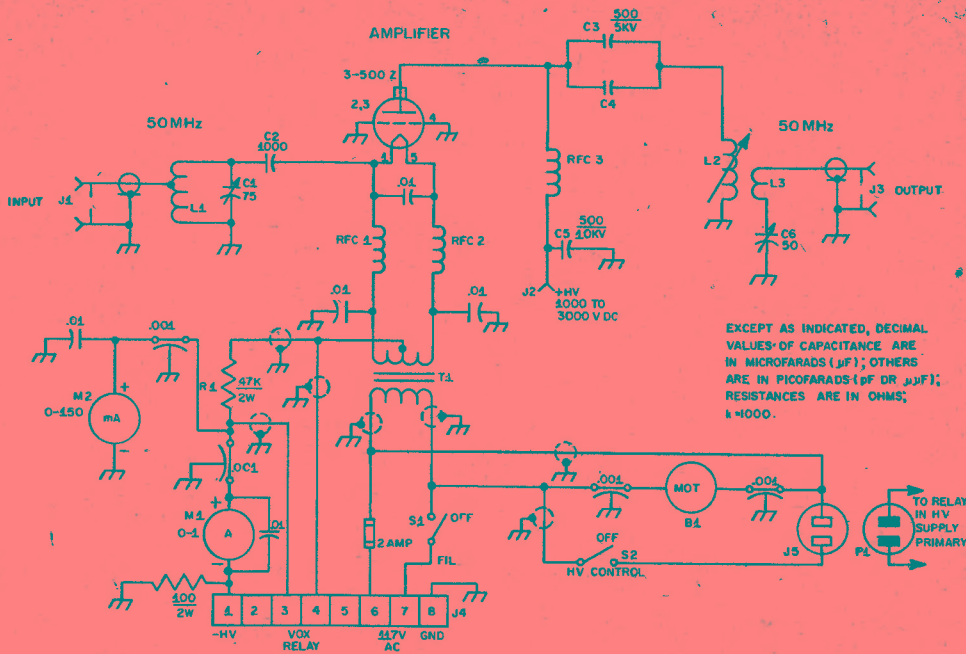 AMPLIFIER
500
5KV
C3
C4
3-500 Z
2,3
4
1
5
50 MHz
C2
1000
.01
INPUT
J1
L1
C1
75
RFC 1
RFC 2
RFC 3
500
10KV
C5
J2
+HV
1000 TO
3000 V DC
50 MHz
L2
L3
J3
OUTPUT
C6
50
.01
.01
.01
.001
R1
47K
2W
T1
M2
0-150
+
mA
-
.001
+
M1
0-1
A
-
.01
100
2W
EXCEPT AS INDICATED, DECIMAL
VALUES OF CAPACITANCE ARE
IN MICROFARADS (μF); OTHERS
ARE IN PICOFARADS (pF OR μμF);
RESISTANCES ARE IN OHMS;
k=1000.
2 AMP
S1
OFF
FIL.
.001
MOT
B1
.001
OFF
S2
HV CONTROL
J5
P1
TO RELAY
IN HV
SUPPLY
PRIMARY
1 2 3 4 5 6 7 8 J4
-HV
VOX
RELAY
117V
AC
GND